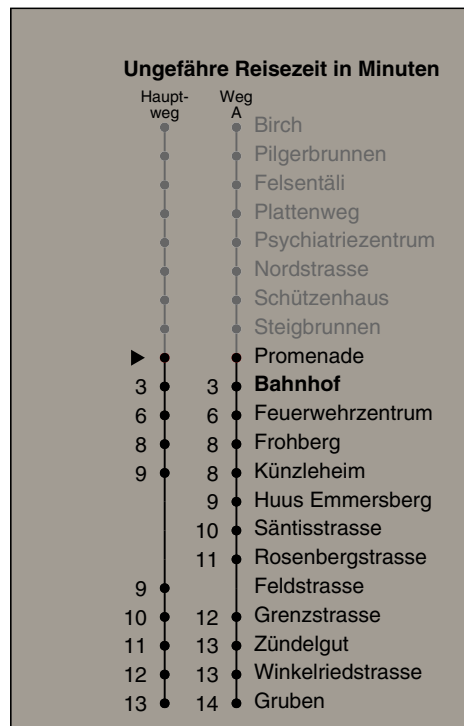 Ungefähre Reisezeit in Minuten
Haupt- Weg
weg A
Birch
Pilgerbrunnen
Felsentäli
Plattenweg
Psychiatriezentrum
Nordstrasse
Schützenhaus
Steigbrunnen
Promenade
3 3 Bahnhof
6 6 Feuerwehrzentrum
8 8 Frohberg
9 8 Künzleheim
9 Huus Emmersberg
10 Säntisstrasse
11 Rosenbergstrasse
9 Feldstrasse
10 12 Grenzstrasse
11 13 Zündelgut
12 13 Winkelriedstrasse
13 14 Gruben